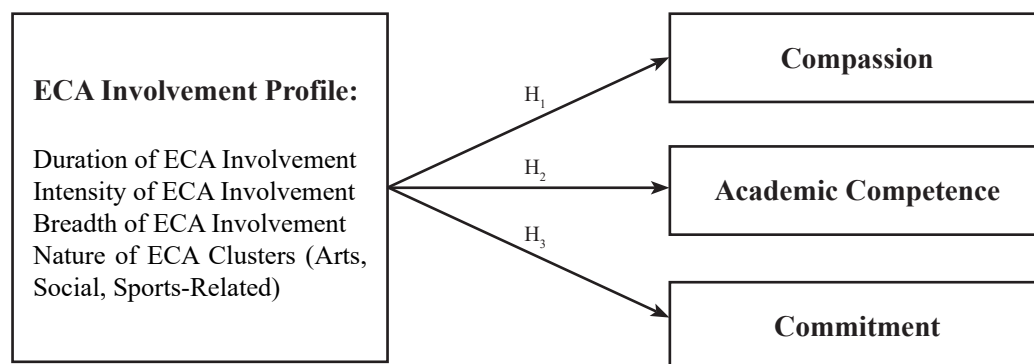 ECA Involvement Profile:
Duration of ECA Involvement
Intensity of ECA Involvement
Breadth of ECA Involvement
Nature of ECA Clusters (Arts,
Social, Sports-Related)
H₁
H₂
H₃
Compassion
Academic Competence
Commitment